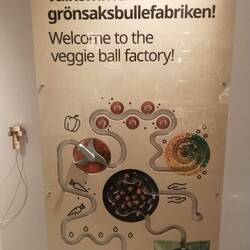 grönsaksbullefabriken!
Welcome to the
veggie ball factory!